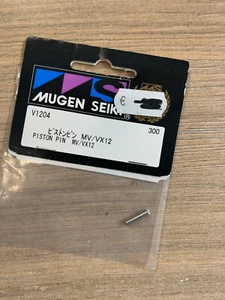 MUGEN SEIKI
®
V1204
300
ピストンピン MV/VX12
PISTON PIN MV/VX12